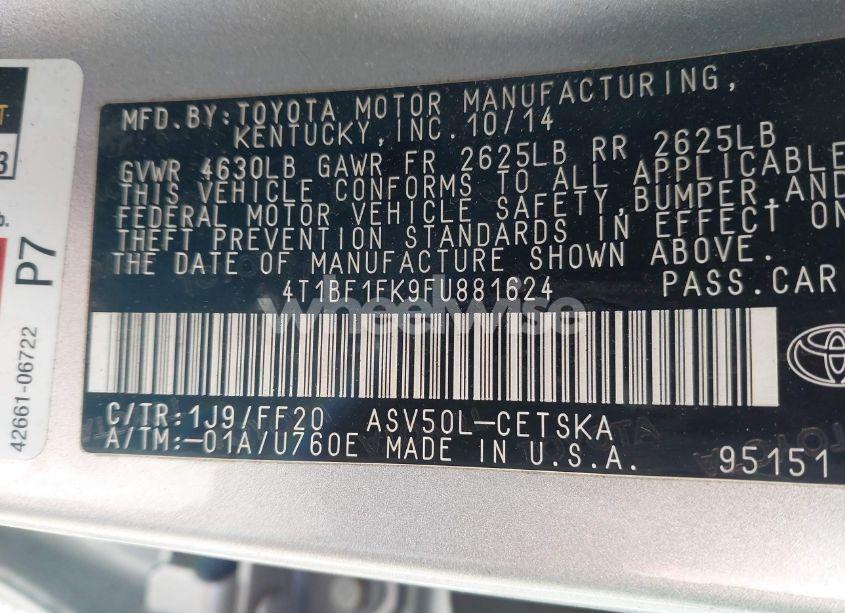 MFD. BY: TOYOTA MOTOR MANUFACTURING,
KENTUCKY, INC. 10/14
GVWR 4630LB GAWR FR 2625LB RR 2625LB
THIS VEHICLE CONFORMS TO ALL APPLICABLE
FEDERAL MOTOR VEHICLE SAFETY, BUMPER, AND
THEFT PREVENTION STANDARDS IN EFFECT ON
THE DATE OF MANUFACTURE SHOWN ABOVE.
4T1BF1FK9FU881624 PASS. CAR
wheelwise
C/TR: 1J9/FF20 ASV50L-CETSKA
A/TM: -01A/U760E MADE IN U.S.A. 95151
P7
42661-06722